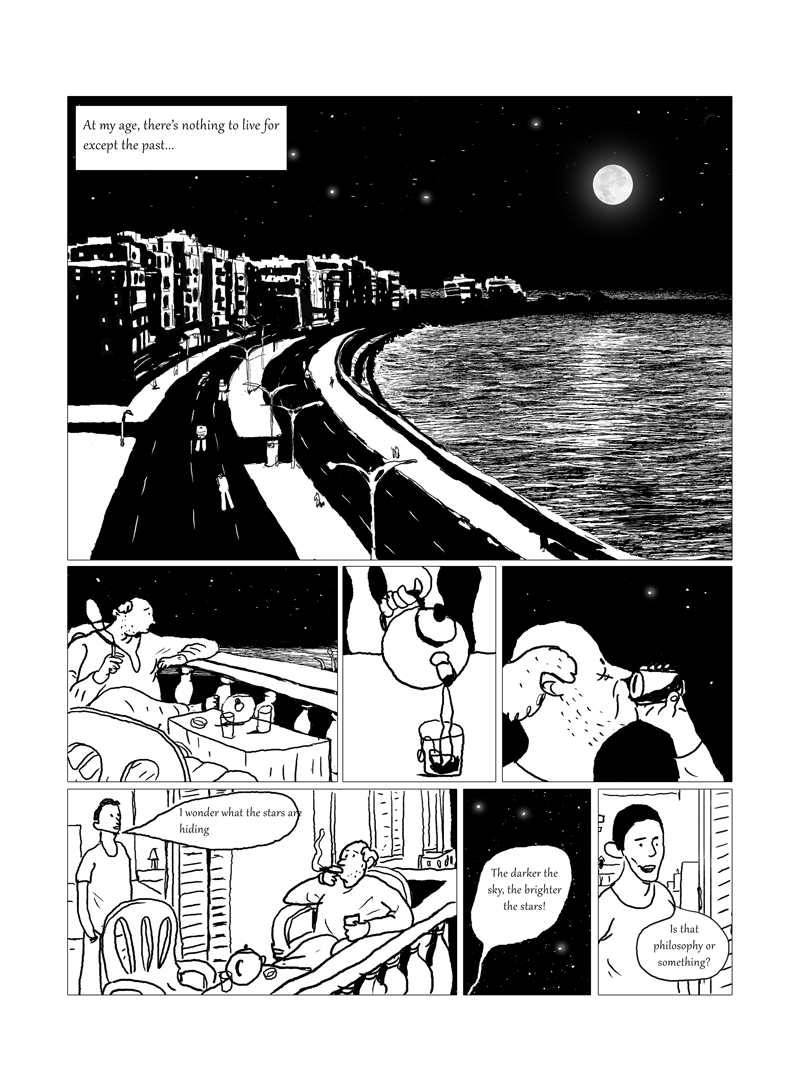 At my age, there's nothing to live for
except the past...
I wonder what the stars are
hiding
The darker the
sky, the brighter
the stars!
Is that
philosophy or
something?